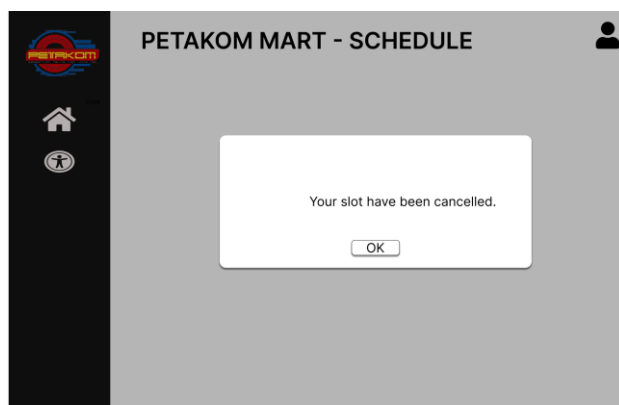 PETAKOM
PETAKOM MART - SCHEDULE
Your slot have been cancelled.
OK